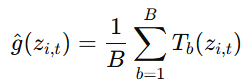 ĝ(z_{i,t}) = \frac{1}{B} \sum_{b=1}^{B} T_b(z_{i,t})